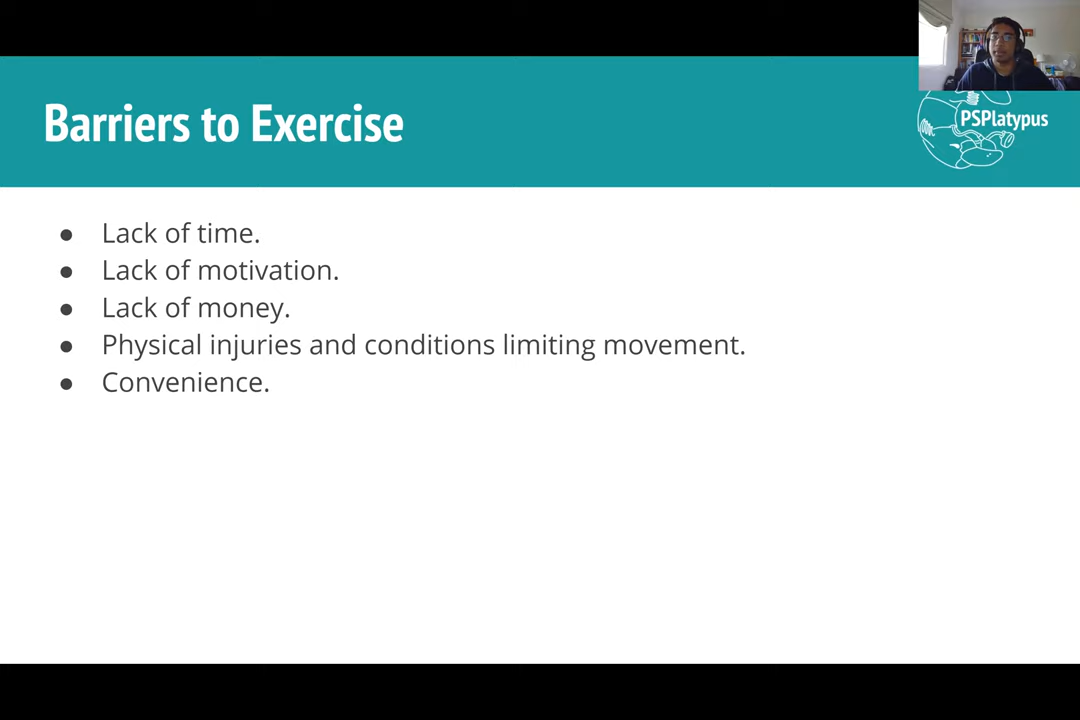 Barriers to Exercise
PSPlatypus
● Lack of time.
● Lack of motivation.
● Lack of money.
● Physical injuries and conditions limiting movement.
● Convenience.